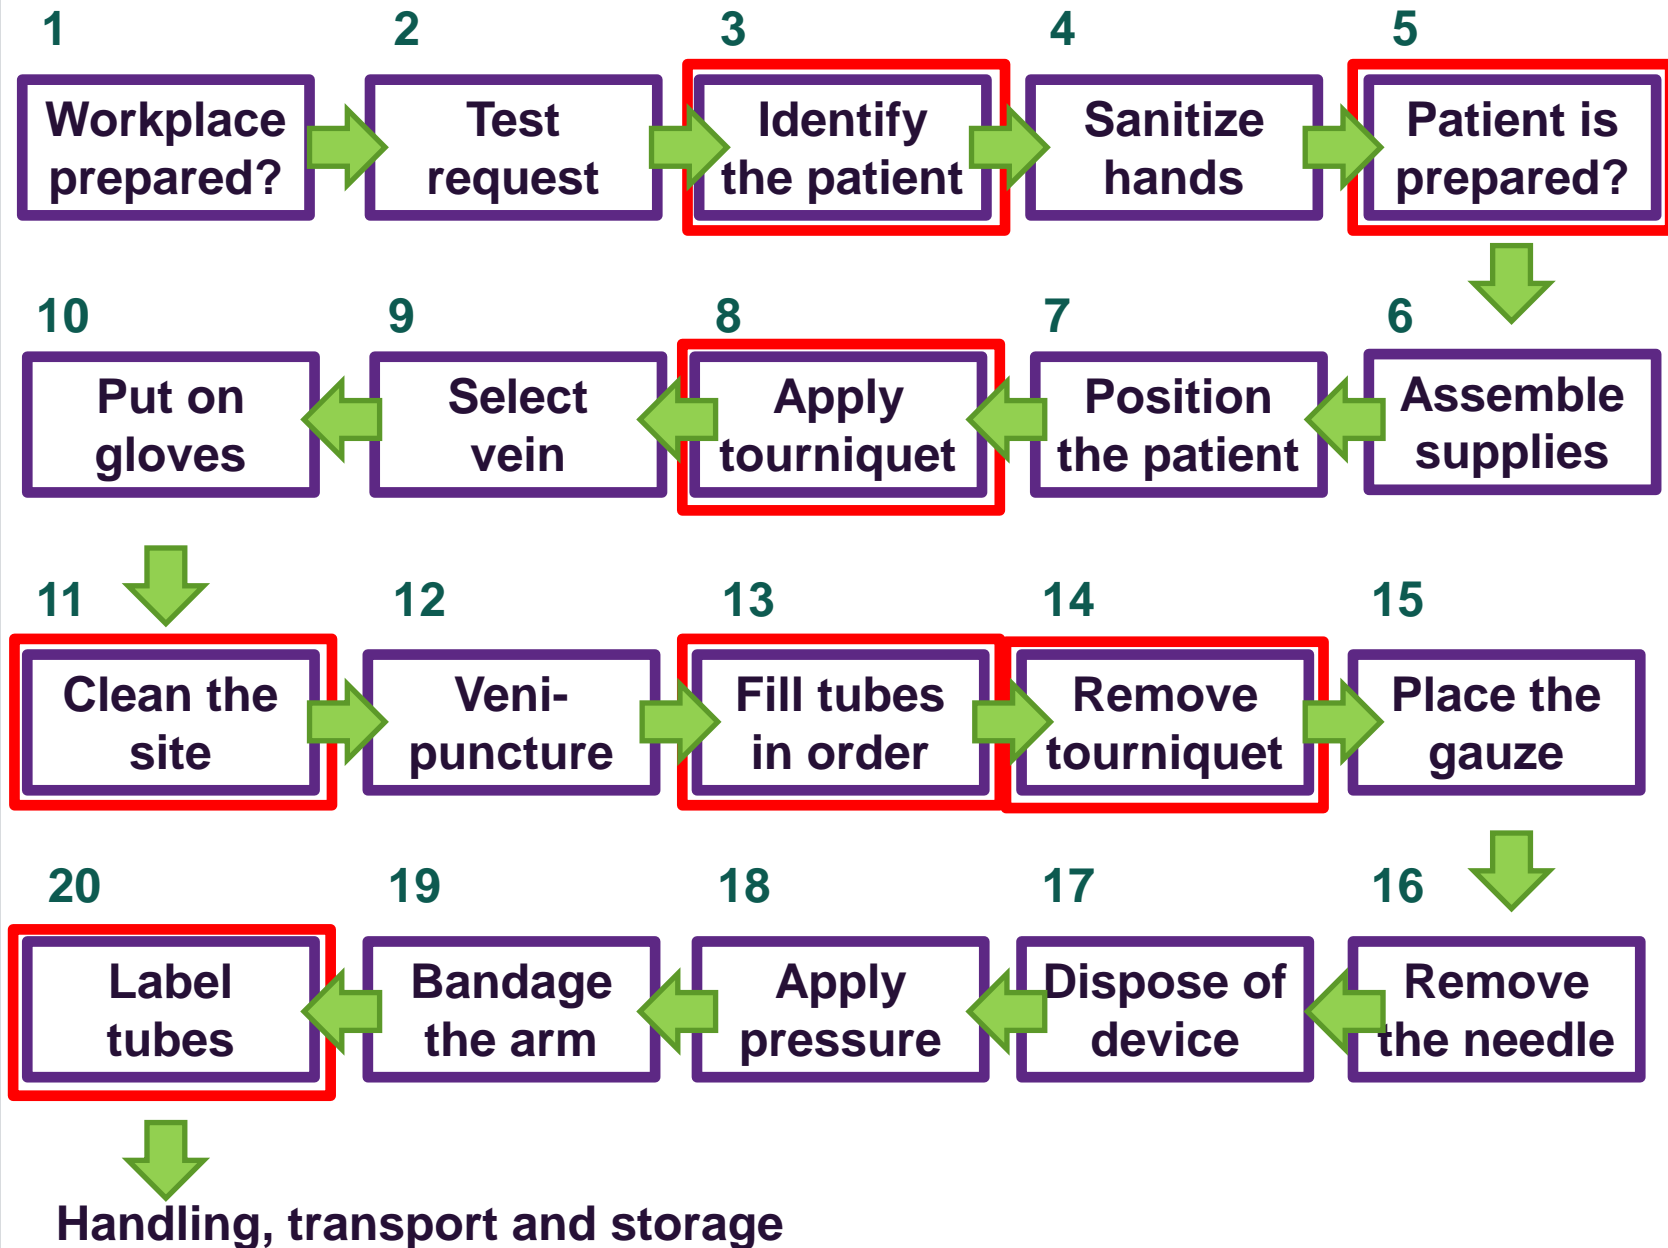 1 2 3 4 5
Workplace
prepared?
Test
request
Identify
the patient
Sanitize
hands
Patient is
prepared?
10 9 8 7 6
Put on
gloves
Select
vein
Apply
tourniquet
Position
the patient
Assemble
supplies
11 12 13 14 15
Clean the
site
Veni-
puncture
Fill tubes
in order
Remove
tourniquet
Place the
gauze
20 19 18 17 16
Label
tubes
Bandage
the arm
Apply
pressure
Dispose of
device
Remove
the needle
Handling, transport and storage